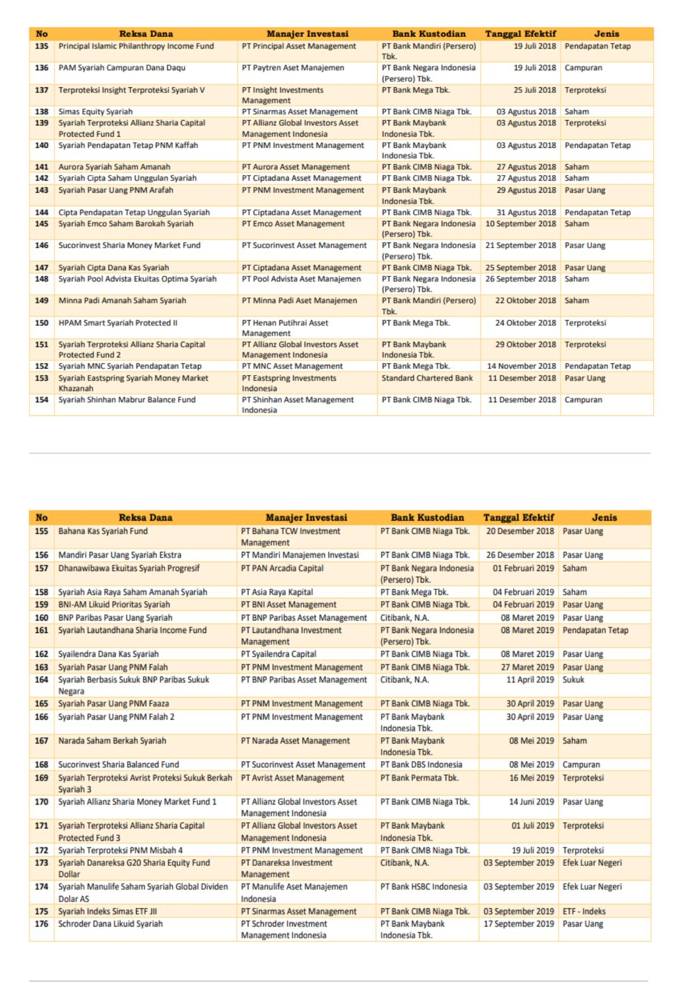 No Reksa Dana Manajer Investasi Bank Kustodian Tanggal Efektif Jenis
135 Principal Islamic Philanthropy Income Fund PT Principal Asset Management PT Bank Mandiri (Persero) 19 Juli 2018 Pendapatan Tetap
Tbk.
136 PAM Syariah Campuran Dana Daqu PT Paytren Aset Manajemen PT Bank Negara Indonesia 19 Juli 2018 Campuran
(Persero) Tbk.
137 Terproteksi Insight Terproteksi Syariah V PT Insight Investments PT Bank Mega Tbk. 25 Juli 2018 Terproteksi
Management
138 Simas Equity Syariah PT Sinarmas Asset Management PT Bank CIMB Niaga Tbk. 03 Agustus 2018 Saham
139 Syariah Terproteksi Allianz Sharia Capital PT Allianz Global Investors Asset PT Bank Maybank 03 Agustus 2018 Terproteksi
Protected Fund 1 Management Indonesia Indonesia Tbk.
140 Syariah Pendapatan Tetap PNM Kaffah PT PNM Investment Management PT Bank Maybank 03 Agustus 2018 Pendapatan Tetap
Indonesia Tbk.
141 Aurora Syariah Saham Amanah PT Aurora Asset Management PT Bank CIMB Niaga Tbk. 27 Agustus 2018 Saham
142 Syariah Cipta Saham Unggulan Syariah PT Ciptadana Asset Management PT Bank CIMB Niaga Tbk. 27 Agustus 2018 Saham
143 Syariah Pasar Uang PNM Arafah PT PNM Investment Management PT Bank Maybank 29 Agustus 2018 Pasar Uang
Indonesia Tbk.
144 Cipta Pendapatan Tetap Unggulan Syariah PT Ciptadana Asset Management PT Bank CIMB Niaga Tbk. 31 Agustus 2018 Pendapatan Tetap
145 Syariah Emco Saham Barokah Syariah PT Emco Asset Management PT Bank Negara Indonesia 10 September 2018 Saham
(Persero) Tbk.
146 Sucorinvest Sharia Money Market Fund PT Sucorinvest Asset Management PT Bank Negara Indonesia 21 September 2018 Pasar Uang
(Persero) Tbk.
147 Syariah Cipta Dana Kas Syariah PT Ciptadana Asset Management PT Bank CIMB Niaga Tbk. 25 September 2018 Pasar Uang
148 Syariah Pool Advista Ekuitas Optima Syariah PT Pool Advista Aset Manajemen PT Bank Negara Indonesia 26 September 2018 Saham
(Persero) Tbk.
149 Minna Padi Amanah Saham Syariah PT Minna Padi Aset Manajemen PT Bank Mandiri (Persero) 22 Oktober 2018 Saham
Tbk.
150 HPAM Smart Syariah Protected II PT Henan Putihrai Asset PT Bank Mega Tbk. 24 Oktober 2018 Terproteksi
Management
151 Syariah Terproteksi Allianz Sharia Capital PT Allianz Global Investors Asset PT Bank Maybank 29 Oktober 2018 Terproteksi
Protected Fund 2 Management Indonesia Indonesia Tbk.
152 Syariah MNC Syariah Pendapatan Tetap PT MNC Asset Management PT Bank Mega Tbk. 14 November 2018 Pendapatan Tetap
153 Syariah Eastspring Syariah Money Market PT Eastspring Investments Standard Chartered Bank 11 Desember 2018 Pasar Uang
Khazanah Indonesia
154 Syariah Shinhan Mabrur Balance Fund PT Shinhan Asset Management PT Bank CIMB Niaga Tbk. 11 Desember 2018 Campuran
Indonesia
No Reksa Dana Manajer Investasi Bank Kustodian Tanggal Efektif Jenis
155 Bahana Kas Syariah Fund PT Bahana TCW Investment PT Bank CIMB Niaga Tbk. 20 Desember 2018 Pasar Uang
Management
156 Mandiri Pasar Uang Syariah Ekstra PT Mandiri Manajemen Investasi PT Bank CIMB Niaga Tbk. 26 Desember 2018 Pasar Uang
157 Dhanawibawa Ekuitas Syariah Progresif PT PAN Arcadia Capital PT Bank Negara Indonesia 01 Februari 2019 Saham
(Persero) Tbk.
158 Syariah Asia Raya Saham Amanah Syariah PT Asia Raya Kapital PT Bank Mega Tbk. 04 Februari 2019 Saham
159 BNI-AM Likuid Prioritas Syariah PT BNI Asset Management PT Bank CIMB Niaga Tbk. 04 Februari 2019 Pasar Uang
160 BNP Paribas Pasar Uang Syariah PT BNP Paribas Asset Management Citibank, N.A. 08 Maret 2019 Pasar Uang
161 Syariah Lautandhana Sharia Income Fund PT Lautandhana Investment PT Bank Negara Indonesia 08 Maret 2019 Pendapatan Tetap
Management (Persero) Tbk.
162 Syailendra Dana Kas Syariah PT Syailendra Capital PT Bank CIMB Niaga Tbk. 08 Maret 2019 Pasar Uang
163 Syariah Pasar Uang PNM Falah PT PNM Investment Management PT Bank CIMB Niaga Tbk. 27 Maret 2019 Pasar Uang
164 Syariah Berbasis Sukuk BNP Paribas Sukuk PT BNP Paribas Asset Management Citibank, N.A. 11 April 2019 Sukuk
Negara
165 Syariah Pasar Uang PNM Faaza PT PNM Investment Management PT Bank CIMB Niaga Tbk. 30 April 2019 Pasar Uang
166 Syariah Pasar Uang PNM Falah 2 PT PNM Investment Management PT Bank Maybank 30 April 2019 Pasar Uang
Indonesia Tbk.
167 Narada Saham Berkah Syariah PT Narada Asset Management PT Bank Maybank 08 Mei 2019 Saham
Indonesia Tbk.
168 Sucorinvest Sharia Balanced Fund PT Sucorinvest Asset Management PT Bank DBS Indonesia 08 Mei 2019 Campuran
169 Syariah Terproteksi Avrist Proteksi Sukuk Berkah PT Avrist Asset Management PT Bank Permata Tbk. 16 Mei 2019 Terproteksi
Syariah 3
170 Syariah Allianz Sharia Money Market Fund 1 PT Allianz Global Investors Asset PT Bank CIMB Niaga Tbk. 14 Juni 2019 Pasar Uang
Management Indonesia
171 Syariah Terproteksi Allianz Sharia Capital PT Allianz Global Investors Asset PT Bank Maybank 01 Juli 2019 Terproteksi
Protected Fund 3 Management Indonesia Indonesia Tbk.
172 Syariah Terproteksi PNM Misbah 4 PT PNM Investment Management PT Bank CIMB Niaga Tbk. 19 Juli 2019 Terproteksi
173 Syariah Danareksa G20 Sharia Equity Fund PT Danareksa Investment Citibank, N.A. 03 September 2019 Efek Luar Negeri
Dollar Management
174 Syariah Manulife Saham Syariah Global Dividen PT Manulife Aset Manajemen PT Bank HSBC Indonesia 03 September 2019 Efek Luar Negeri
Dolar AS Indonesia
175 Syariah Indeks Simas ETF JII PT Sinarmas Asset Management PT Bank CIMB Niaga Tbk. 03 September 2019 ETF - Indeks
176 Schroder Dana Likuid Syariah PT Schroder Investment PT Bank Maybank 17 September 2019 Pasar Uang
Management Indonesia Indonesia Tbk.